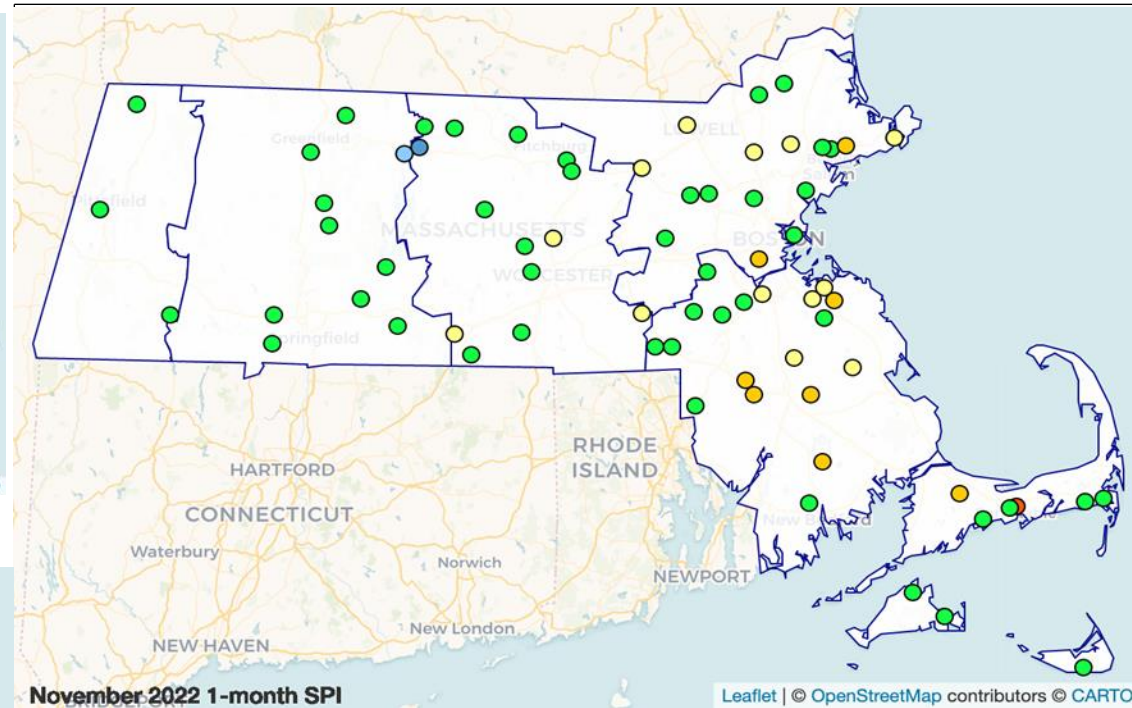 Greenfield
LOWELL
Fitchburg
Salem
Pittsfield
MASSACHUSETTS
BOSTON
WORCESTER
Springfield
RHODE
ISLAND
HARTFORD
CONNECTICUT
New Bedford
Waterbury
Norwich
NEWPORT
New London
NEW HAVEN
BRIDGEPORT
November 2022 1-month SPI
Leaflet | © OpenStreetMap contributors © CARTO